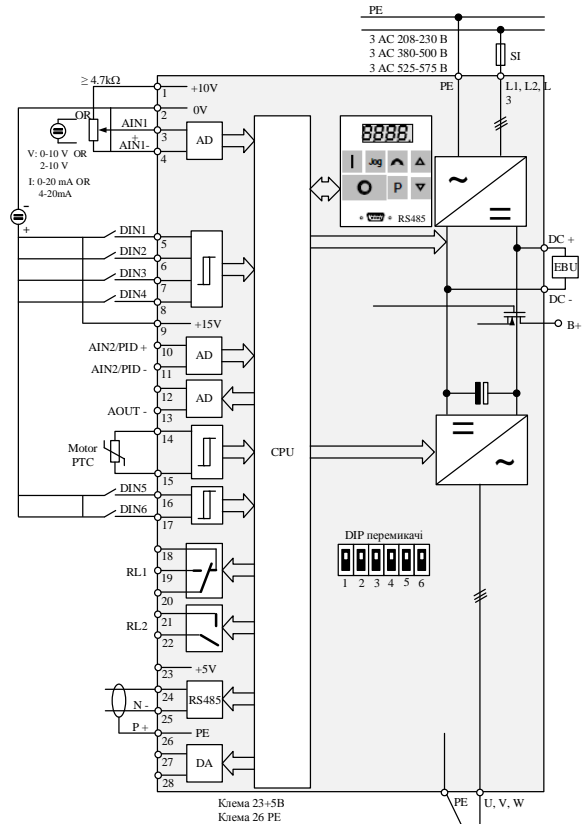 PE
3 AC 208-230 В
3 AC 380-500 В
3 AC 525-575 В
SI
PE
L1, L2, L
3
≥ 4.7kΩ
1
+10V
2
0V
OR
AIN1
+
3
AIN1-
4
AD
V: 0-10 V OR
2-10 V
I: 0-20 mA OR
4-20mA
-
+
8888.
I
Jog
P
RS485
~
=
DC +
EBU
DC -
B+
DIN1
5
DIN2
6
DIN3
7
DIN4
8
9
+15V
AIN2/PID +
10
AIN2/PID -
11
AD
12
AOUT -
13
AD
Motor
PTC
14
15
CPU
=
~
DIN5
16
DIN6
17
DIP перемикачі
1 2 3 4 5 6
RL1
18
19
20
RL2
21
22
23
+5V
24
N -
25
RS485
P +
26
PE
27
28
DA
PE
U, V, W
Клема 23+5В
Клема 26 PE